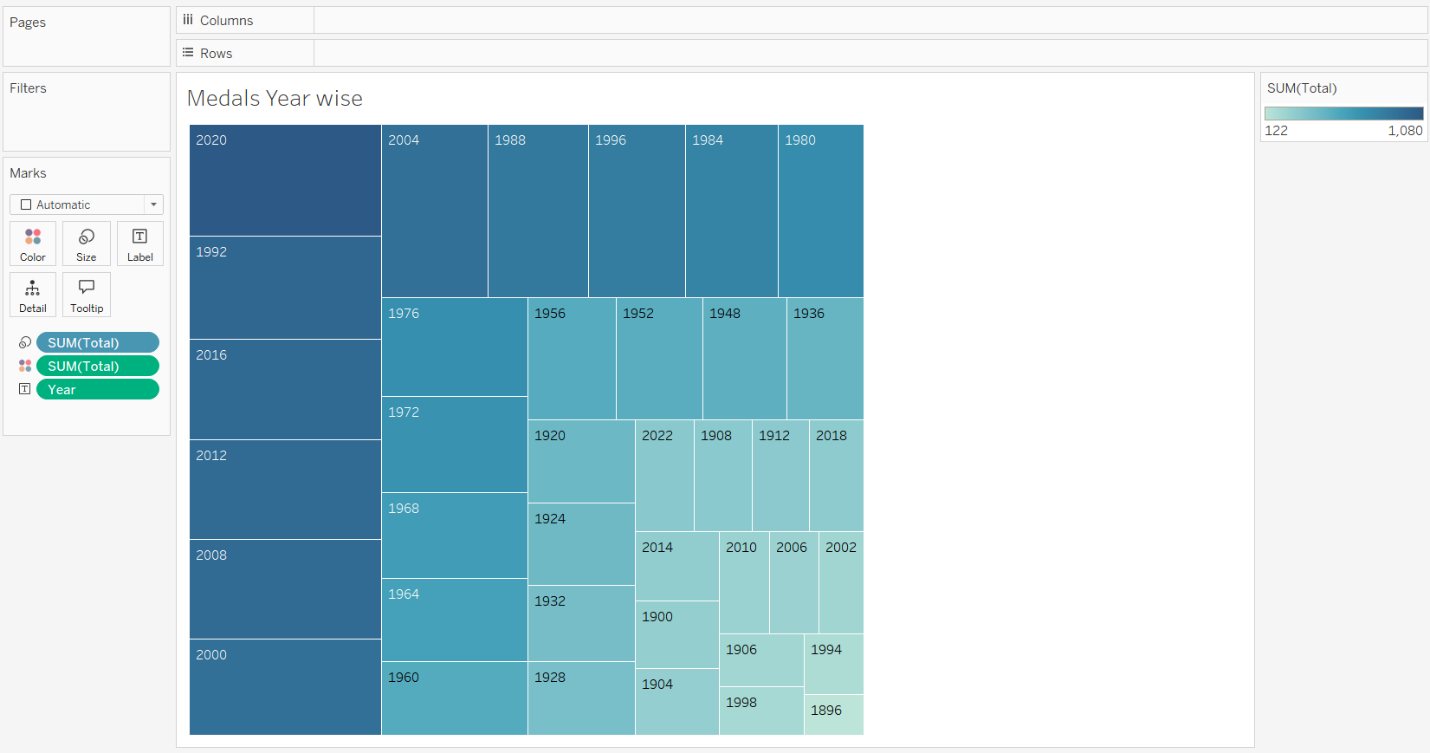 Pages
Columns
Rows
Filters
Marks
Automatic
Color Size Label
Detail Tooltip
SUM(Total)
SUM(Total)
Year
Medals Year wise
2020 2004 1988 1996 1984 1980
1992
2016
2012
2008
2000
1976 1956 1952 1948 1936
1972
1968
1964
1960
1920 2022 1908 1912 2018
1924
1932
1928
2014 2010 2006 2002
1900
1904
1906 1994
1998
1896
SUM(Total)
122 1,080